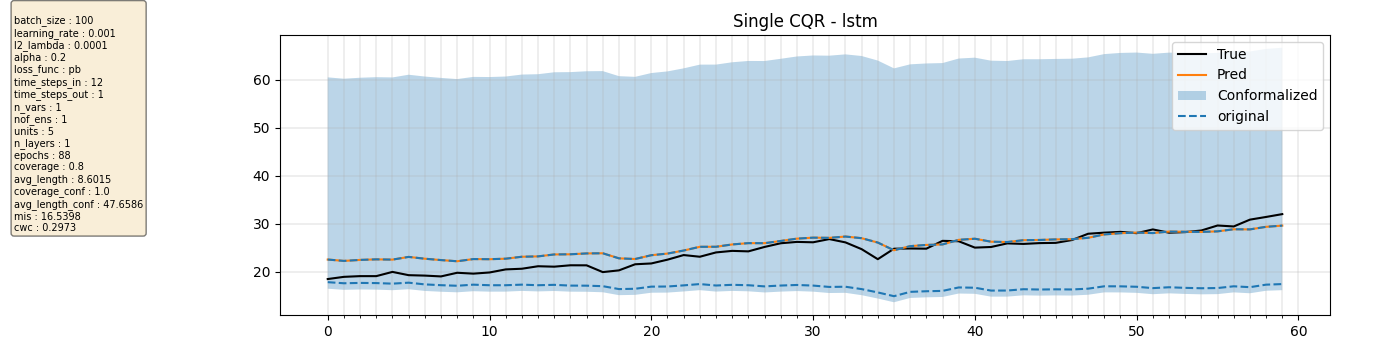 batch_size : 100
learning_rate : 0.001
l2_lambda : 0.0001
alpha : 0.2
loss_func : pb
time_steps_in : 12
time_steps_out : 1
n_vars : 1
nof_ens : 1
units : 5
n_layers : 1
epochs : 88
coverage : 0.8
avg_length : 8.6015
coverage_conf : 1.0
avg_length_conf : 47.6586
mis : 16.5398
cwc : 0.2973
Single CQR - lstm
True
Pred
Conformalized
original
60
50
40
30
20
0 10 20 30 40 50 60